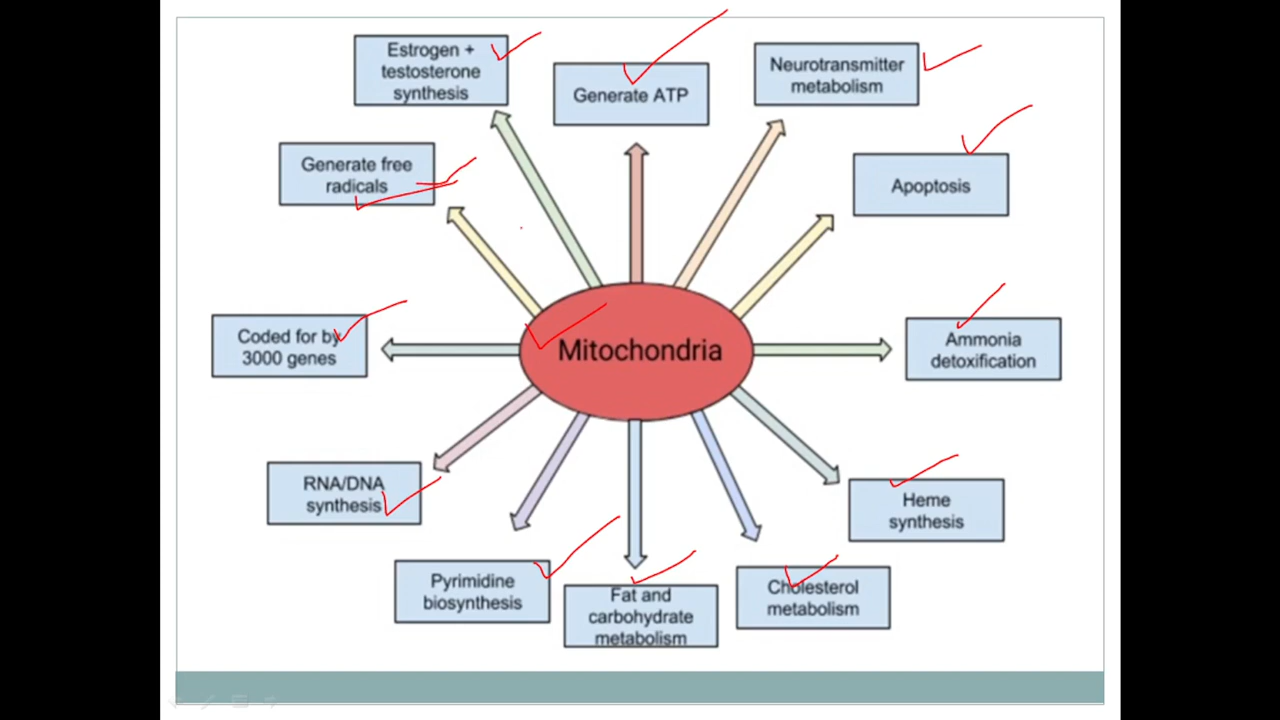 Estrogen +
testosterone
synthesis
Generate ATP
Neurotransmitter
metabolism
Generate free
radicals
Apoptosis
Coded for by
3000 genes
Mitochondria
Ammonia
detoxification
RNA/DNA
synthesis
Heme
synthesis
Pyrimidine
biosynthesis
Fat and
carbohydrate
metabolism
Cholesterol
metabolism